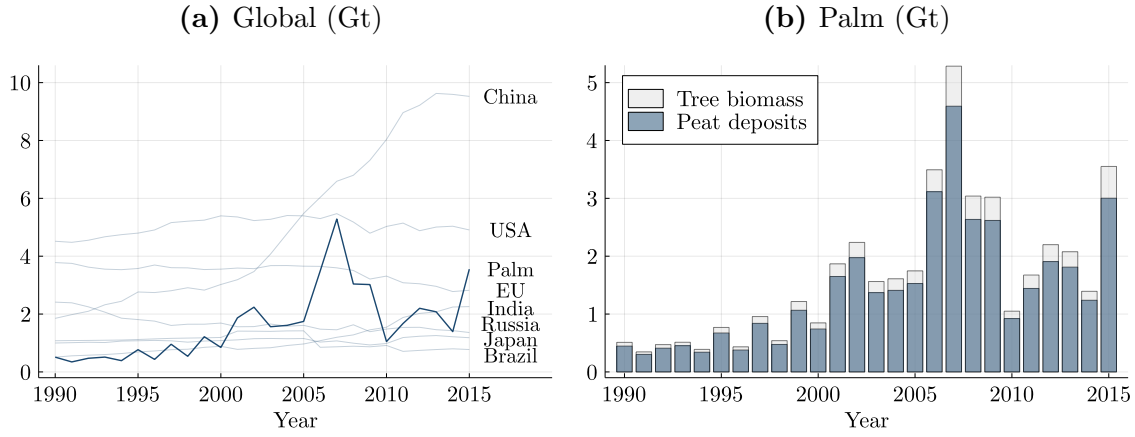 (a) Global (Gt)
10
8
6
4
2
0
China
USA
Palm
EU
India
Russia
Japan
Brazil
1990 1995 2000 2005 2010 2015
Year
(b) Palm (Gt)
5
4
3
2
1
0
Tree biomass
Peat deposits
1990 1995 2000 2005 2010 2015
Year